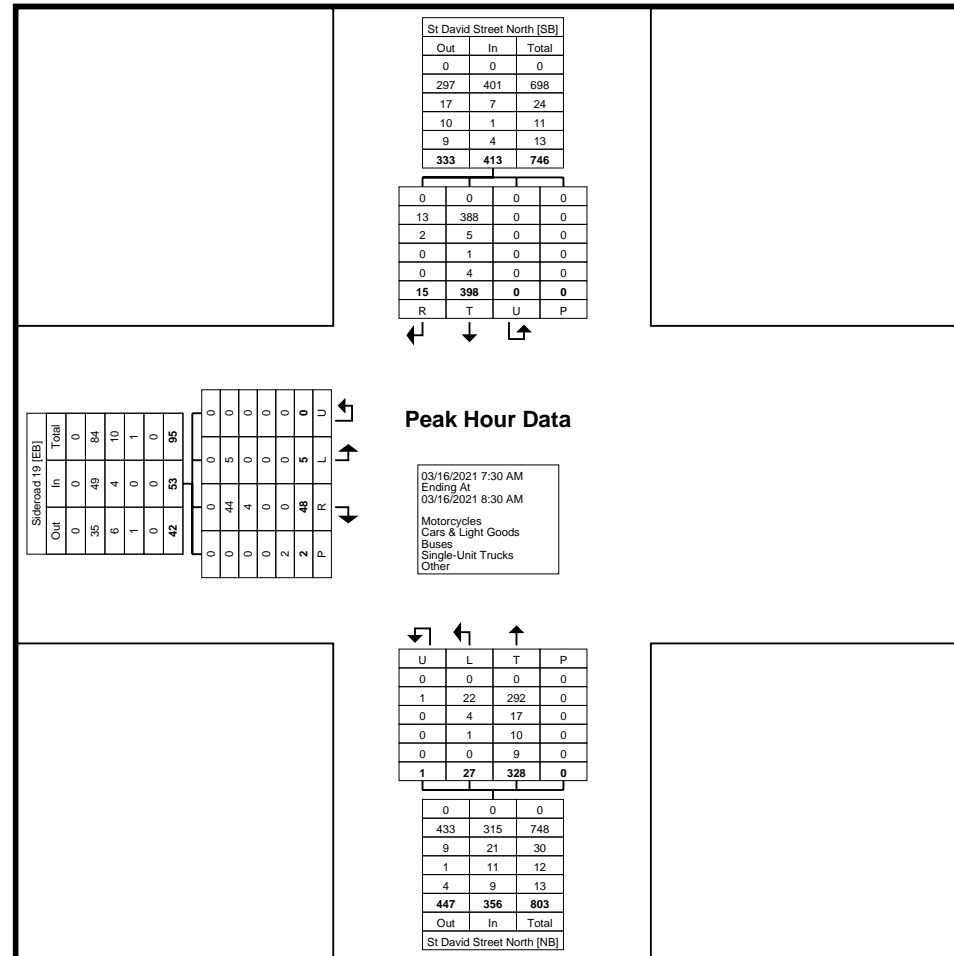 St David Street North [SB]
Out In Total
0 0 0
297 401 698
17 7 24
10 1 11
9 4 13
333 413 746
0 0 0 0
13 388 0 0
2 5 0 0
0 1 0 0
0 4 0 0
15 398 0 0
R T U P
Sideroad 19 [EB]
Out In Total
0 0 0
35 49 84
6 4 10
1 0 1
0 0 0
42 53 95
0 0 0 0 0 0 U
0 5 0 0 0 5 L
0 44 4 0 0 48 R
0 0 0 0 2 2 P
Peak Hour Data
03/16/2021 7:30 AM
Ending At
03/16/2021 8:30 AM
Motorcycles
Cars & Light Goods
Buses
Single-Unit Trucks
Other
U L T P
0 0 0 0
1 22 292 0
0 4 17 0
0 1 10 0
0 0 9 0
1 27 328 0
0 0 0
433 315 748
9 21 30
1 11 12
4 9 13
447 356 803
Out In Total
St David Street North [NB]